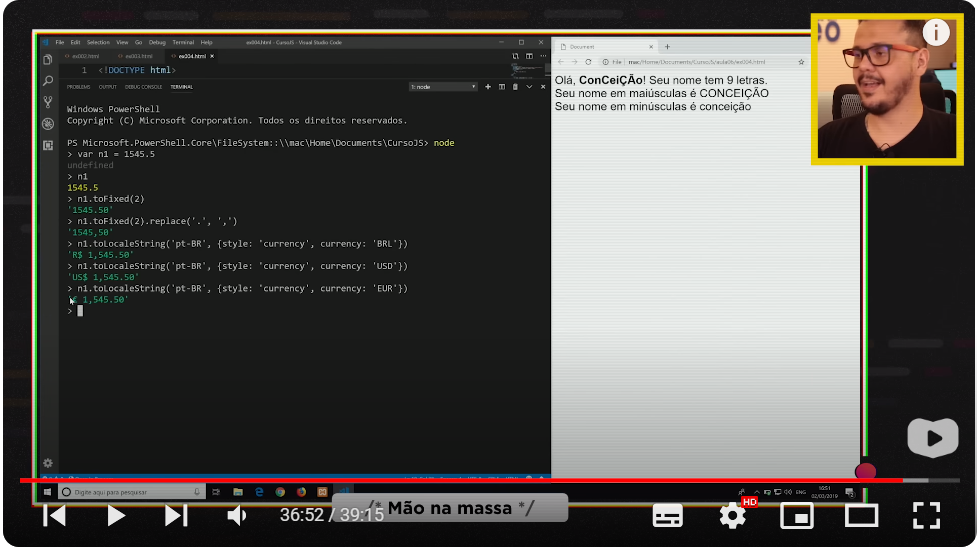 File Edit Selection View Go Debug Terminal Help
ex004.html - CursoJS - Visual Studio Code
ex002.html ex003.html ex004.html
1 <!DOCTYPE html>
PROBLEMS OUTPUT DEBUG CONSOLE TERMINAL
1: node
Windows PowerShell
Copyright (C) Microsoft Corporation. Todos os direitos reservados.
PS Microsoft.PowerShell.Core\FileSystem::\\mac\Home\Documents\CursoJS> node
> var n1 = 1545.5
undefined
> n1
1545.5
> n1.toFixed(2)
'1545.50'
> n1.toFixed(2).replace('.', ',')
'1545,50'
> n1.toLocaleString('pt-BR', {style: 'currency', currency: 'BRL'})
'R$ 1,545.50'
> n1.toLocaleString('pt-BR', {style: 'currency', currency: 'USD'})
'US$ 1,545.50'
> n1.toLocaleString('pt-BR', {style: 'currency', currency: 'EUR'})
'€ 1,545.50'
>
Document
File mac/Home/Documents/CursoJS/aula06/ex004.html
Olá, ConCeiÇÃo! Seu nome tem 9 letras.
Seu nome em maiúsculas é CONCEIÇÃO
Seu nome em minúsculas é conceição
Digite aqui para pesquisar
ENG
16:51
02/03/2019
36:52 / 39:15
/* Mão na massa */
HD